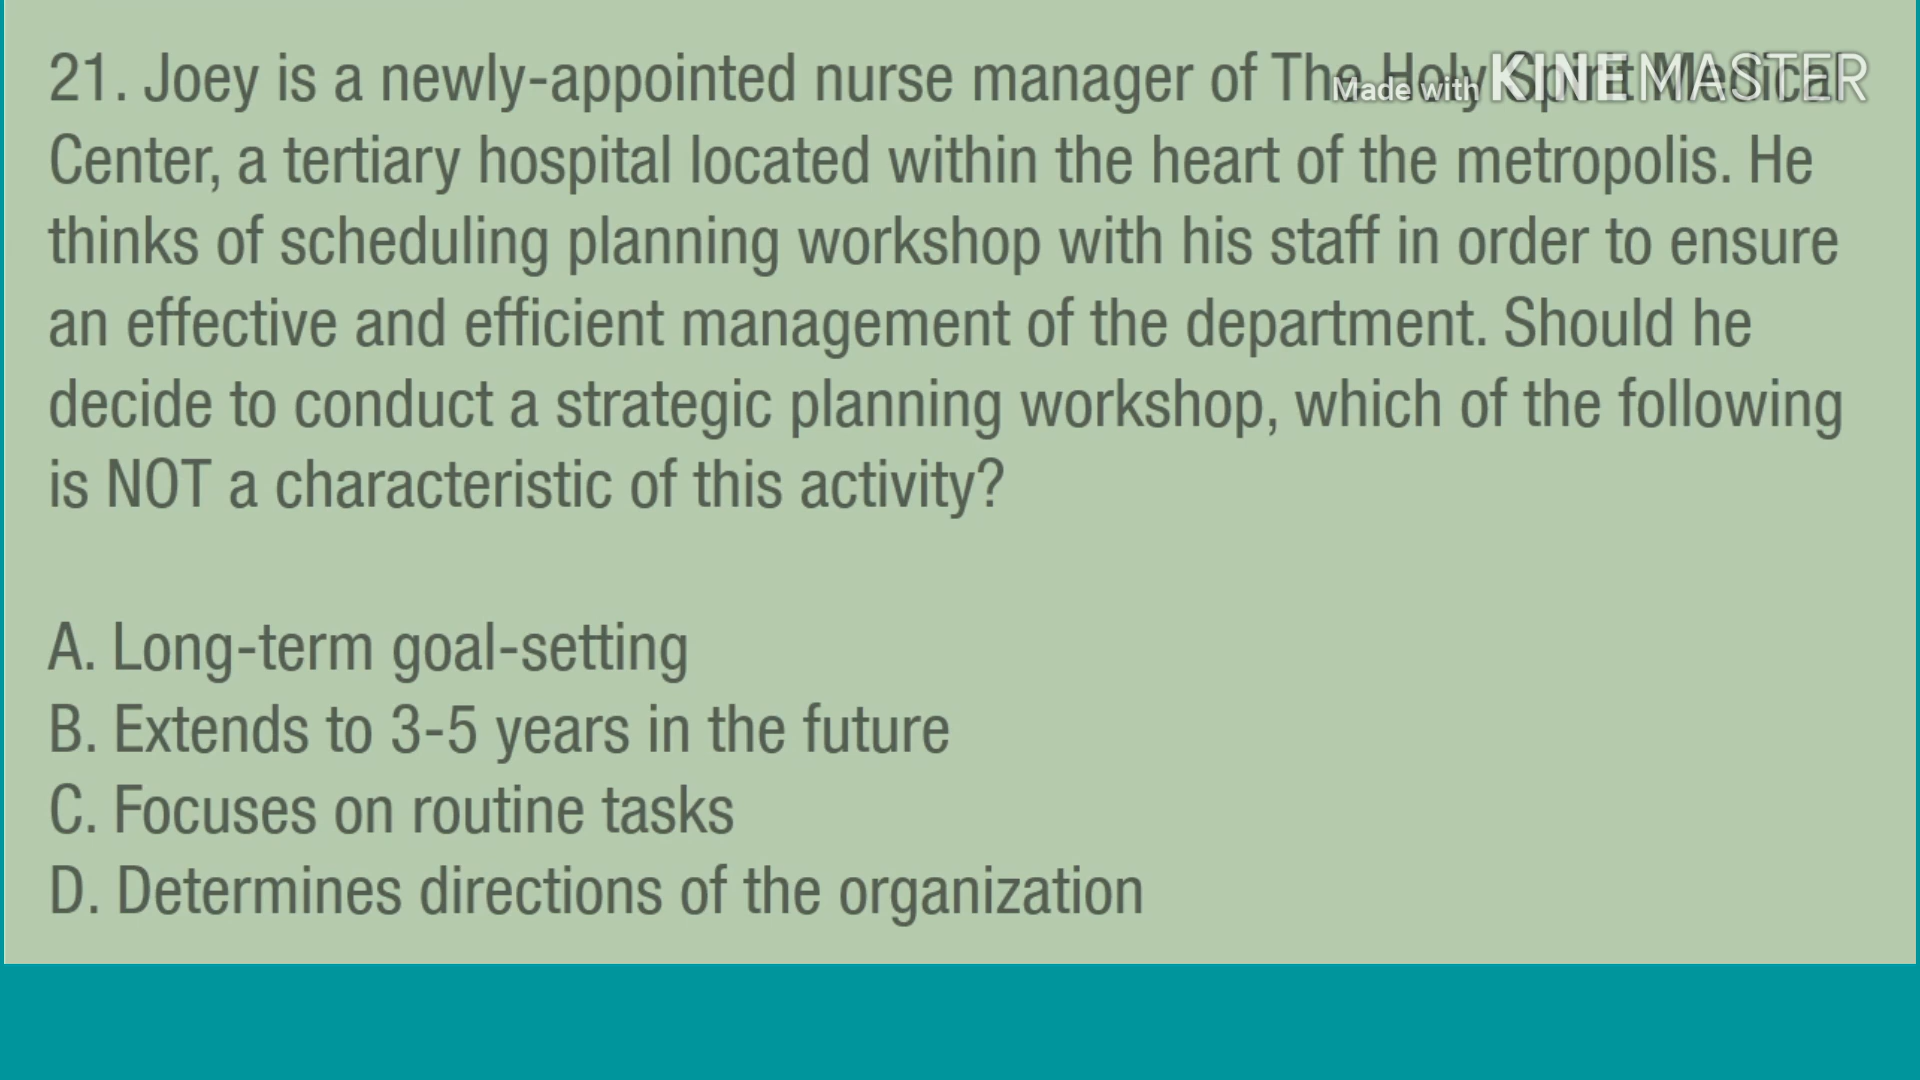 21. Joey is a newly-appointed nurse manager of The Holy Spirit Medical
Made with KINEMASTER
Center, a tertiary hospital located within the heart of the metropolis. He
thinks of scheduling planning workshop with his staff in order to ensure
an effective and efficient management of the department. Should he
decide to conduct a strategic planning workshop, which of the following
is NOT a characteristic of this activity?
A. Long-term goal-setting
B. Extends to 3-5 years in the future
C. Focuses on routine tasks
D. Determines directions of the organization